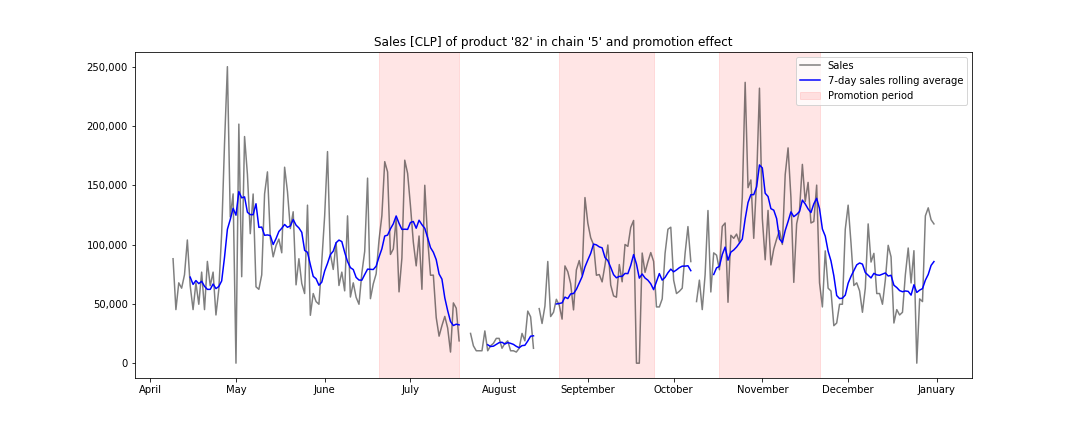 Sales [CLP] of product '82' in chain '5' and promotion effect
250,000
200,000
150,000
100,000
50,000
0
Sales
7-day sales rolling average
Promotion period
April May June July August September October November December January